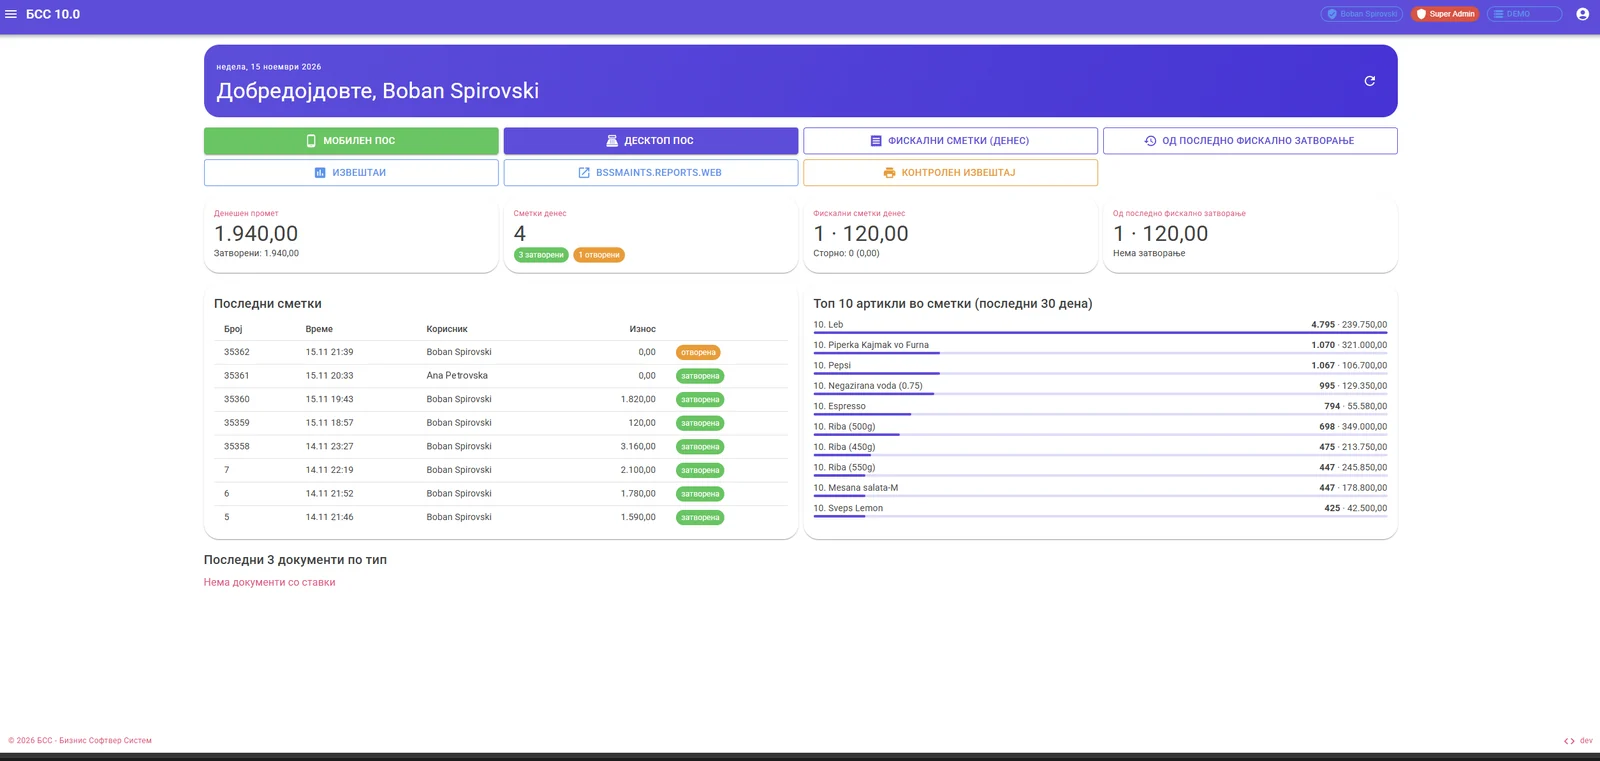 БСС 10.0
Boban Spirovski
Super Admin
DEMO
недела, 15 ноември 2026
Добредојдовте, Boban Spirovski
МОБИЛЕН ПОС
ДЕСКТОП ПОС
ФИСКАЛНИ СМЕТКИ (ДЕНЕС)
ОД ПОСЛЕДНО ФИСКАЛНО ЗАТВОРАЊЕ
ИЗВЕШТАИ
BSSMAINTS.REPORTS.WEB
КОНТРОЛЕН ИЗВЕШТАЈ
Денешен промет
1.940,00
Затворени: 1.940,00
Сметки денес
4
3 затворени 1 отворени
Фискални сметки денес
1 · 120,00
Сторно: 0 (0,00)
Од последно фискално затворање
1 · 120,00
Нема затворање
Последни сметки
Број Време Корисник Износ
35362 15.11 21:39 Boban Spirovski 0,00 отворена
35361 15.11 20:33 Ana Petrovska 0,00 затворена
35360 15.11 19:43 Boban Spirovski 1.820,00 затворена
35359 15.11 18:57 Boban Spirovski 120,00 затворена
35358 14.11 23:27 Boban Spirovski 3.160,00 затворена
7 14.11 22:19 Boban Spirovski 2.100,00 затворена
6 14.11 21:52 Boban Spirovski 1.780,00 затворена
5 14.11 21:46 Boban Spirovski 1.590,00 затворена
Топ 10 артикли во сметки (последни 30 дена)
10. Leb 4.795 · 239.750,00
10. Piperka Kajmak vo Furna 1.070 · 321.000,00
10. Pepsi 1.067 · 106.700,00
10. Negazirana voda (0.75) 995 · 129.350,00
10. Espresso 794 · 55.580,00
10. Riba (500g) 698 · 349.000,00
10. Riba (450g) 475 · 213.750,00
10. Riba (550g) 447 · 245.850,00
10. Mesana salata-M 447 · 178.800,00
10. Sveps Lemon 425 · 42.500,00
Последни 3 документи по тип
Нема документи со ставки
© 2026 БСС - Бизнис Софтвер Систем
dev